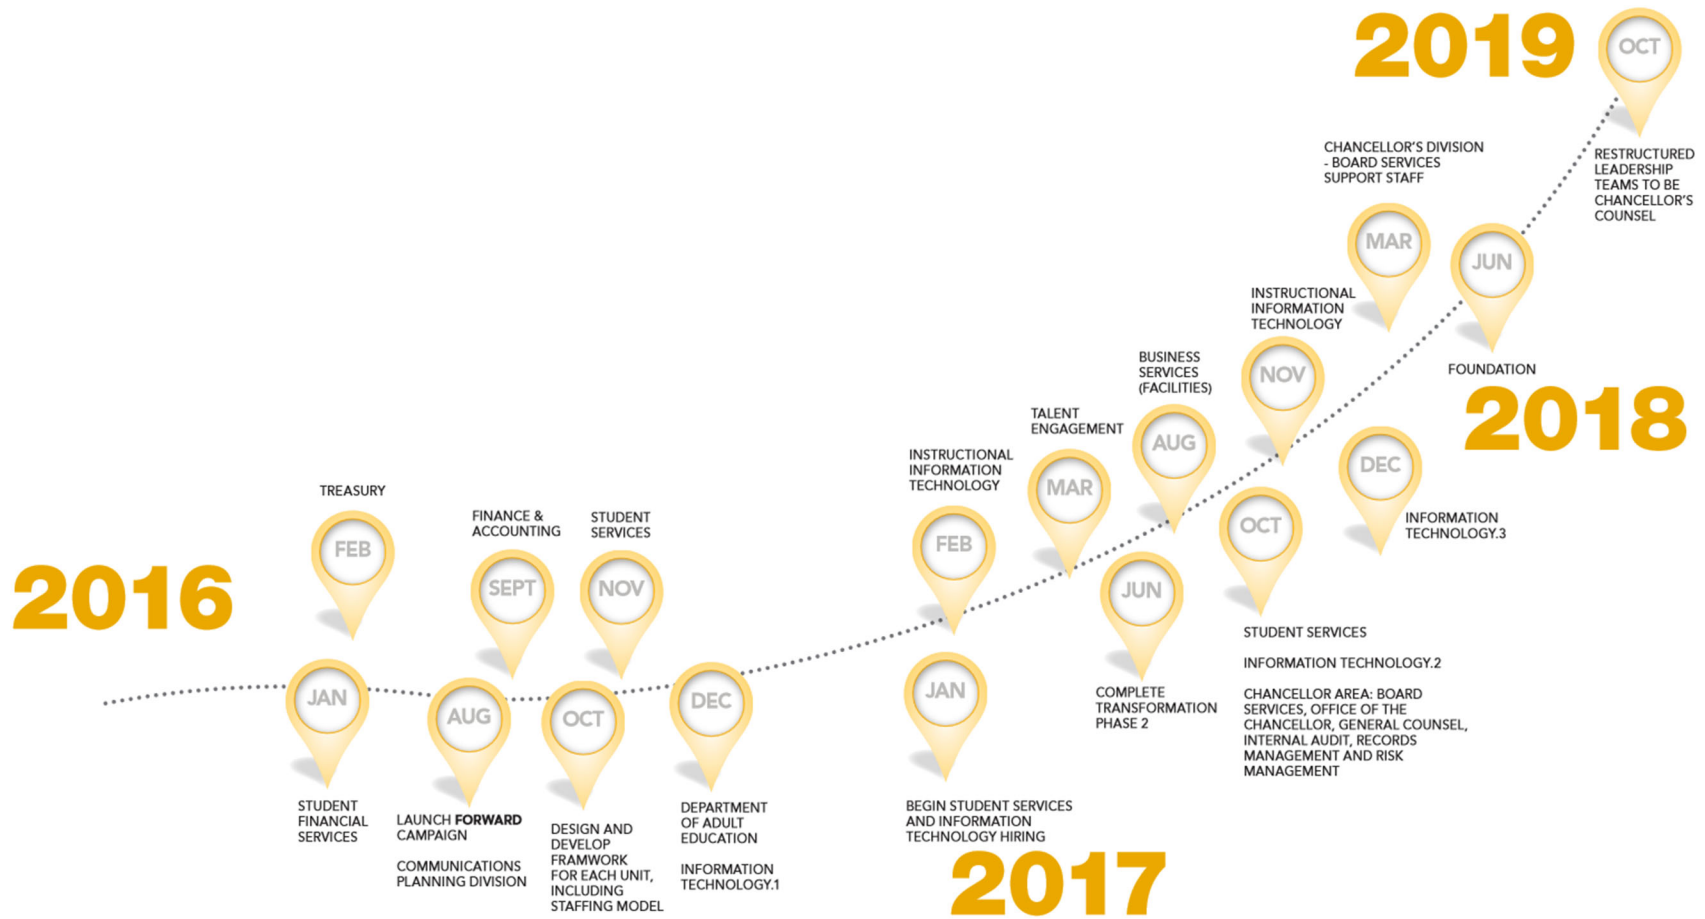 2016
JAN
STUDENT
FINANCIAL
SERVICES
TREASURY
FEB
AUG
LAUNCH FORWARD
CAMPAIGN
COMMUNICATIONS
PLANNING DIVISION
FINANCE &
ACCOUNTING
SEPT
OCT
DESIGN AND
DEVELOP
FRAMWORK
FOR EACH UNIT,
INCLUDING
STAFFING MODEL
STUDENT
SERVICES
NOV
DEC
DEPARTMENT
OF ADULT
EDUCATION
INFORMATION
TECHNOLOGY.1
2017
JAN
BEGIN STUDENT SERVICES
AND INFORMATION
TECHNOLOGY HIRING
INSTRUCTIONAL
INFORMATION
TECHNOLOGY
FEB
TALENT
ENGAGEMENT
MAR
JUN
COMPLETE
TRANSFORMATION
PHASE 2
BUSINESS
SERVICES
(FACILITIES)
AUG
OCT
STUDENT SERVICES
INFORMATION TECHNOLOGY.2
CHANCELLOR AREA: BOARD
SERVICES, OFFICE OF THE
CHANCELLOR, GENERAL COUNSEL,
INTERNAL AUDIT, RECORDS
MANAGEMENT AND RISK
MANAGEMENT
INSTRUCTIONAL
INFORMATION
TECHNOLOGY
NOV
DEC
INFORMATION
TECHNOLOGY.3
2018
CHANCELLOR'S DIVISION
- BOARD SERVICES
SUPPORT STAFF
MAR
JUN
FOUNDATION
2019
OCT
RESTRUCTURED
LEADERSHIP
TEAMS TO BE
CHANCELLOR'S
COUNSEL